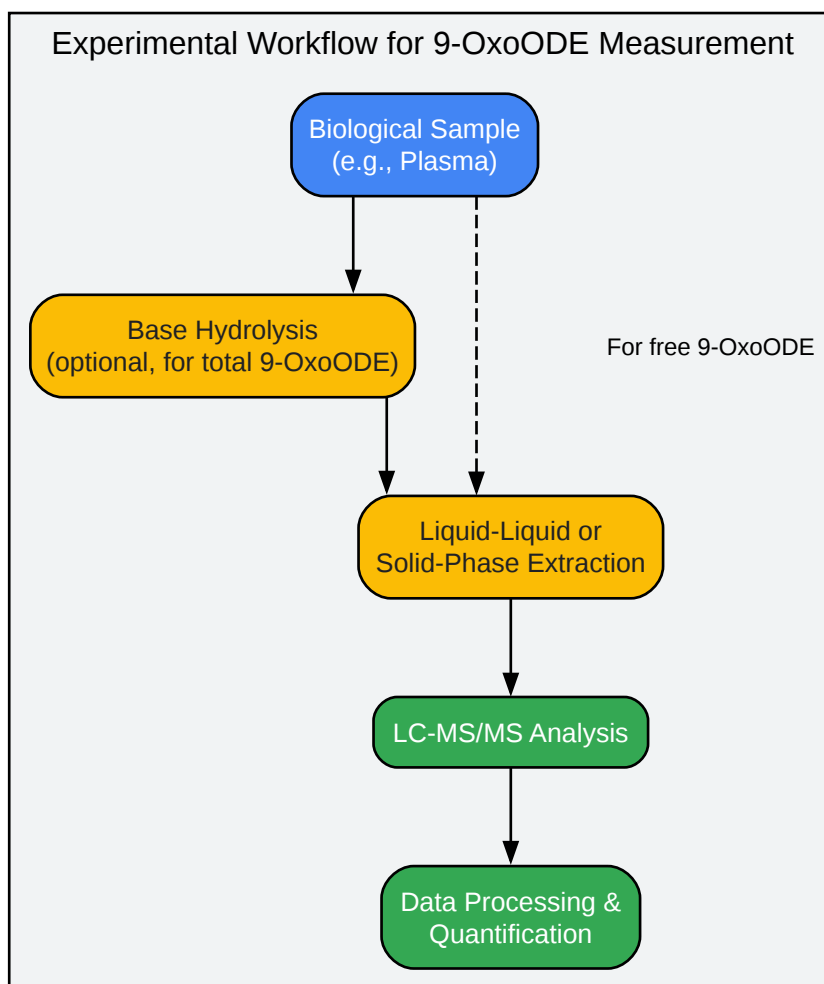 Experimental Workflow for 9-OxoODE Measurement
Biological Sample
(e.g., Plasma)
Base Hydrolysis
(optional, for total 9-OxoODE)
For free 9-OxoODE
Liquid-Liquid or
Solid-Phase Extraction
LC-MS/MS Analysis
Data Processing &
Quantification